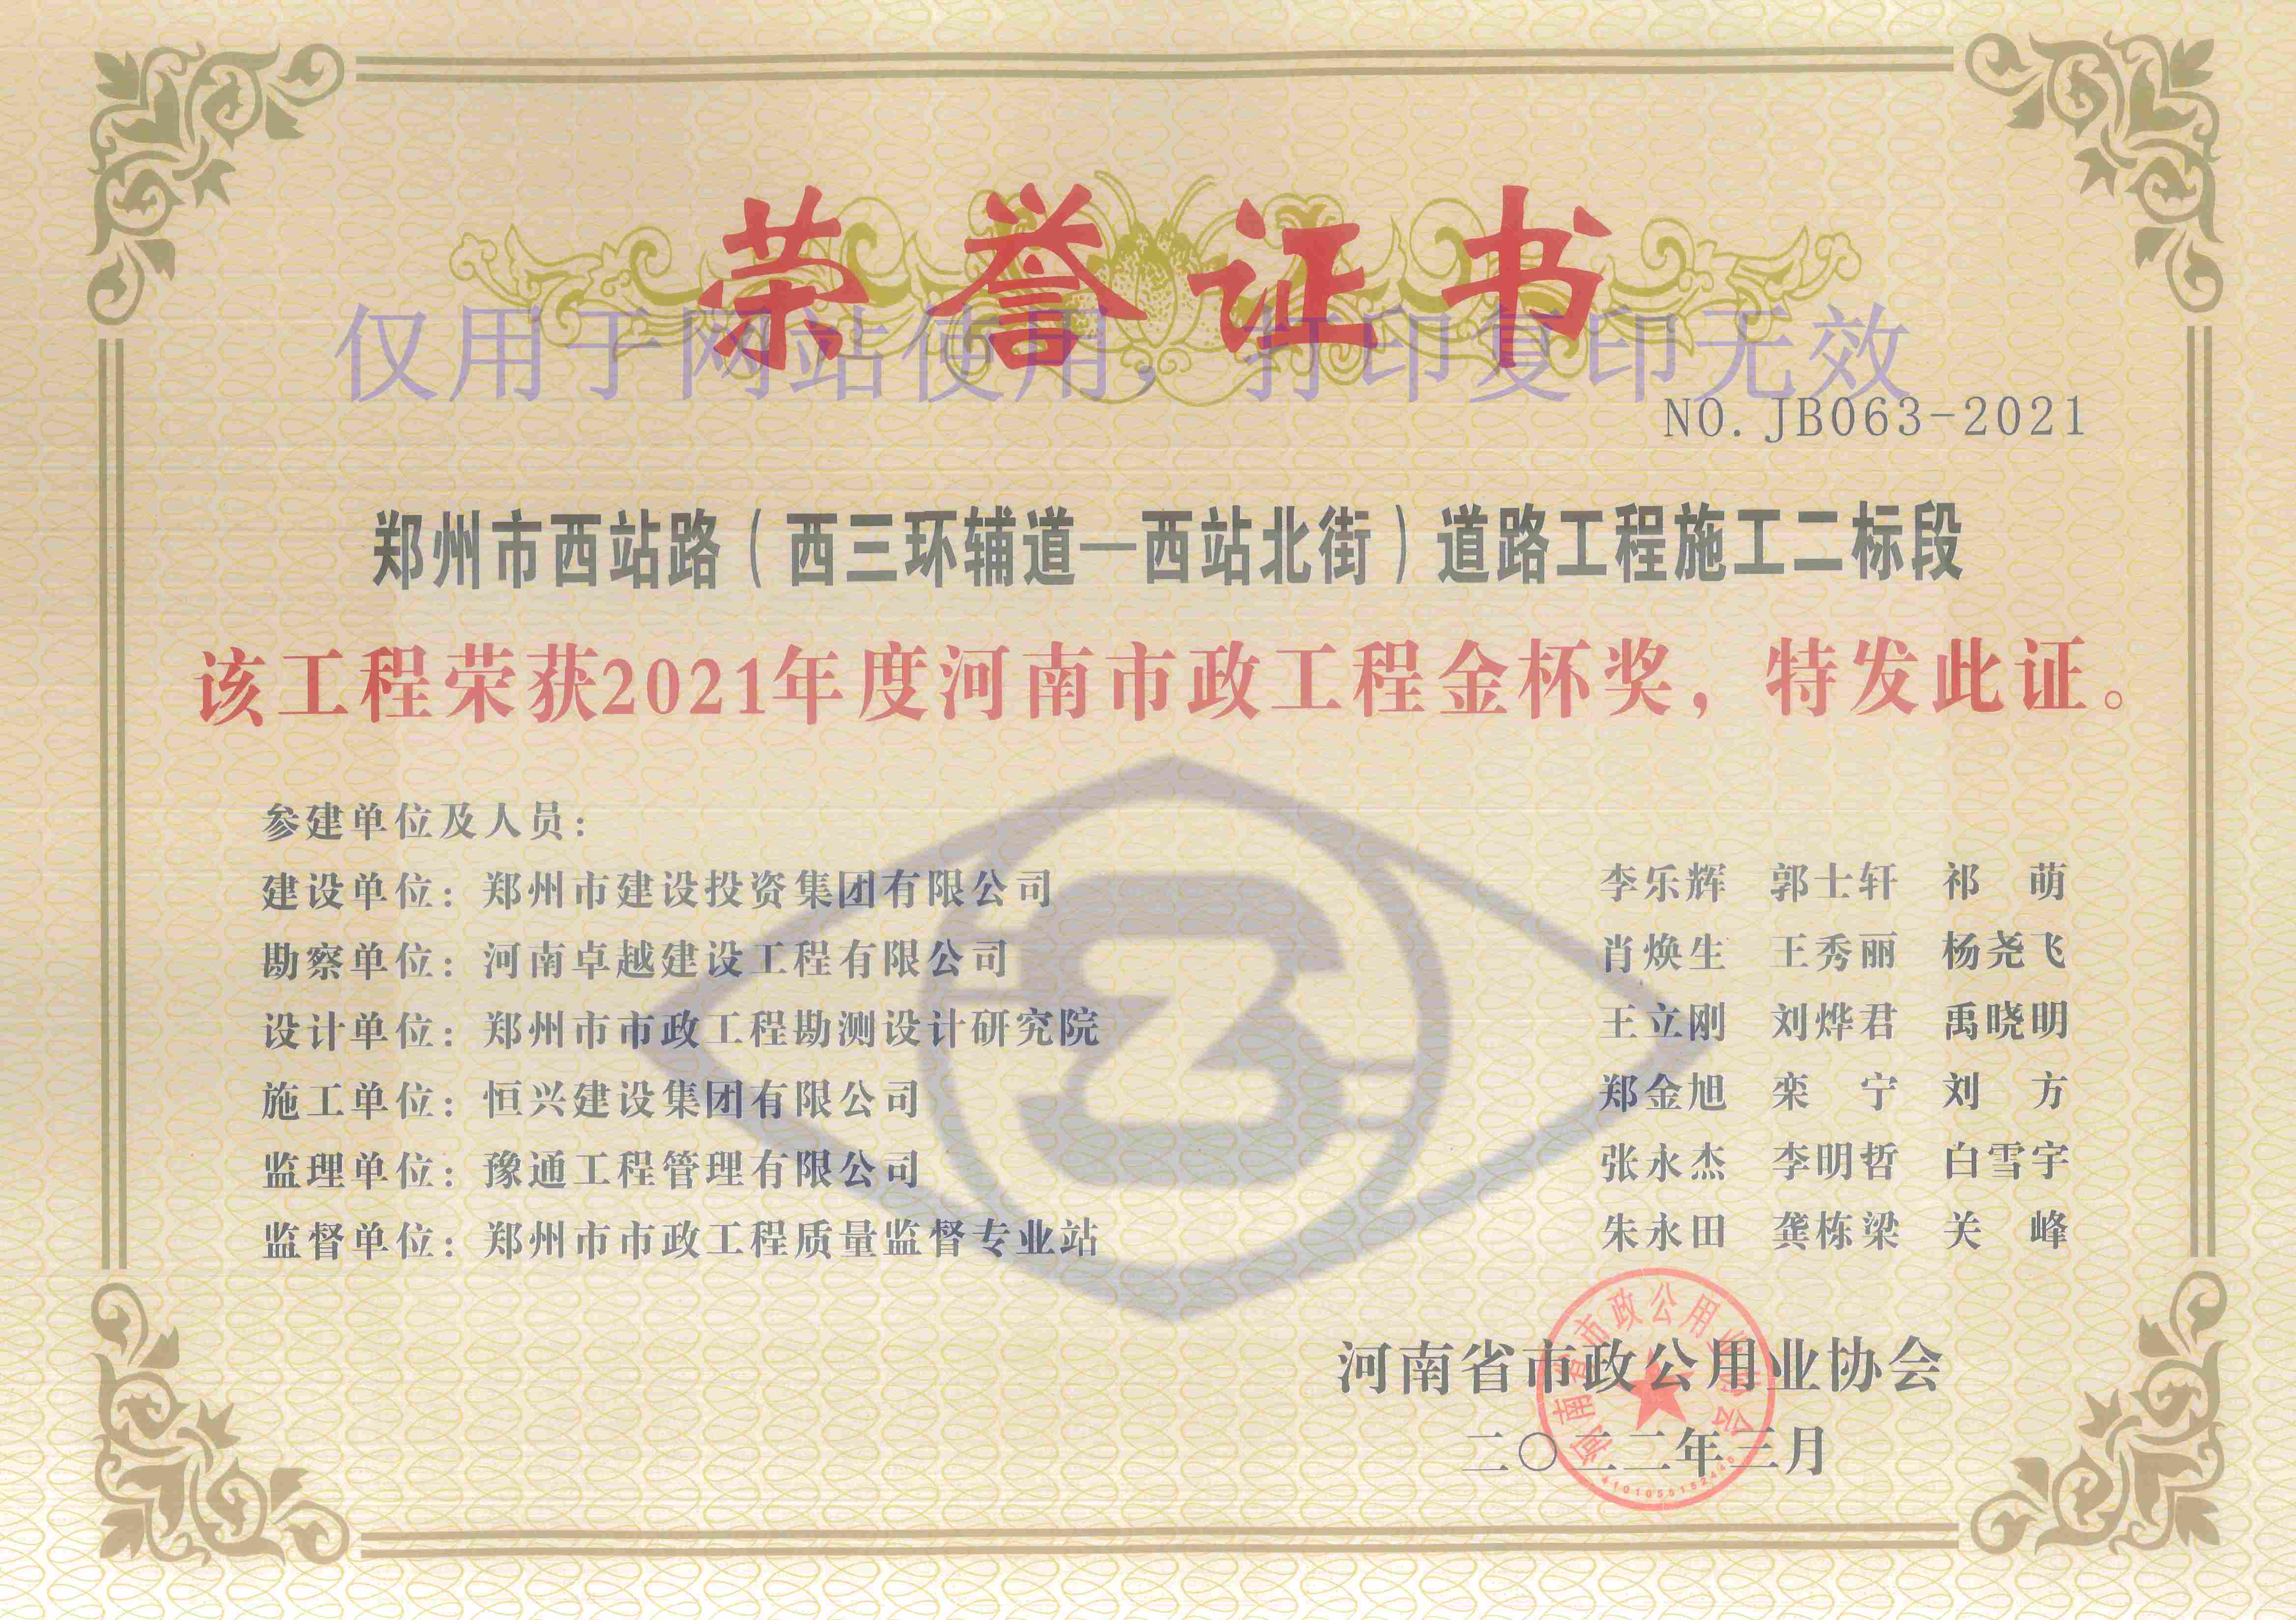 荣誉证书
仅用于网站使用，打印复印无效
NO. JB063-2021
郑州市西站路（西三环辅道—西站北街）道路工程施工二标段
该工程荣获2021年度河南市政工程金杯奖，特发此证。
参建单位及人员：
建设单位：郑州市建设投资集团有限公司 李乐辉 郭士轩 祁 萌
勘察单位：河南卓越建设工程有限公司 肖焕生 王秀丽 杨尧飞
设计单位：郑州市市政工程勘测设计研究院 王立刚 刘烨君 禹晓明
施工单位：恒兴建设集团有限公司 郑金旭 栾 宁 刘 方
监理单位：豫通工程管理有限公司 张永杰 李明哲 白雪宇
监督单位：郑州市市政工程质量监督专业站 朱永田 龚栋梁 关 峰
河南省市政公用业协会
二〇二二年三月
河南省市政公用业协会